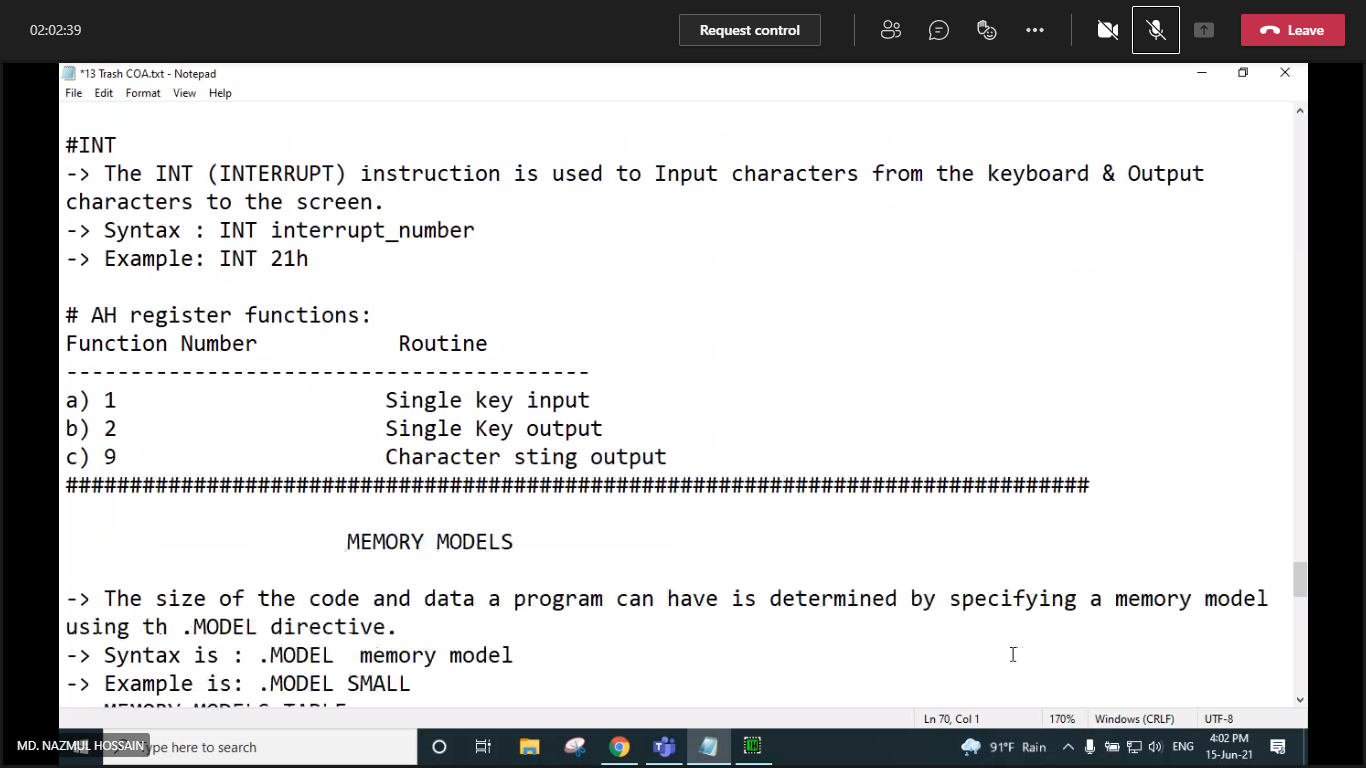 02:02:39
Request control
Leave
*13 Trash COA.txt - Notepad
File Edit Format View Help
#INT
-> The INT (INTERRUPT) instruction is used to Input characters from the keyboard & Output
characters to the screen.
-> Syntax : INT interrupt_number
-> Example: INT 21h
# AH register functions:
Function Number Routine
-----------------------------------------
a) 1 Single key input
b) 2 Single Key output
c) 9 Character sting output
################################################################################
MEMORY MODELS
-> The size of the code and data a program can have is determined by specifying a memory model
using th .MODEL directive.
-> Syntax is : .MODEL memory model
-> Example is: .MODEL SMALL
-> MEMORY MODELS TABLE
Ln 70, Col 1 170% Windows (CRLF) UTF-8
MD. NAZMUL HOSSAIN
Type here to search
91°F Rain
ENG
4:02 PM
15-Jun-21